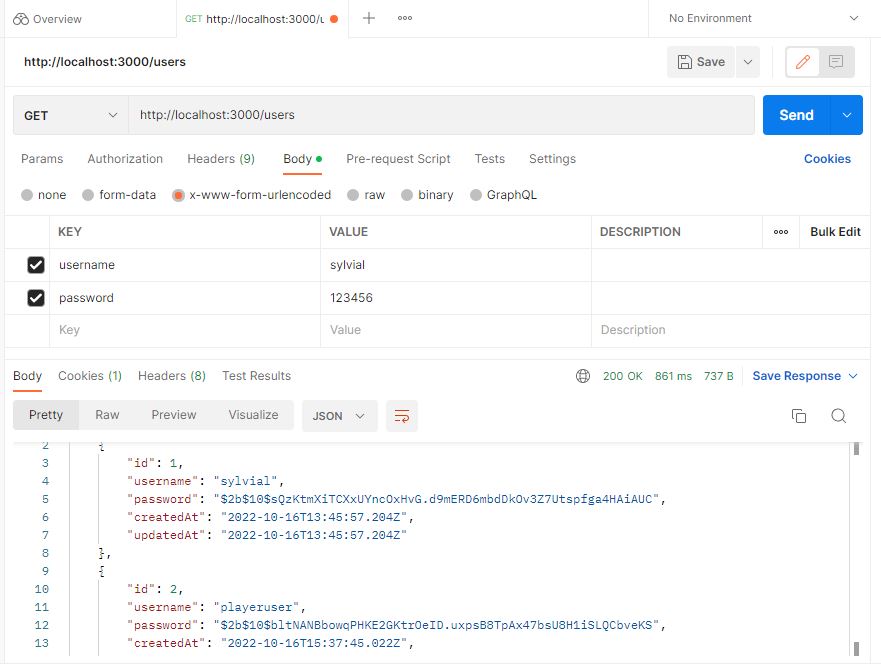 Overview
GET http://localhost:3000/u
No Environment
http://localhost:3000/users
Save
GET
http://localhost:3000/users
Send
Params Authorization Headers (9) Body Pre-request Script Tests Settings Cookies
none form-data x-www-form-urlencoded raw binary GraphQL
KEY VALUE DESCRIPTION Bulk Edit
username sylvial
password 123456
Key Value Description
Body Cookies (1) Headers (8) Test Results 200 OK 861 ms 737 B Save Response
Pretty Raw Preview Visualize JSON
2 {
3 "id": 1,
4 "username": "sylvial",
5 "password": "$2b$10$sQzKtmXiTCXxUYncOxHvG.d9mERD6mbdDkOv3Z7Utspfga4HAiAUC",
6 "createdAt": "2022-10-16T13:45:57.204Z",
7 "updatedAt": "2022-10-16T13:45:57.204Z"
8 },
9 {
10 "id": 2,
11 "username": "playeruser",
12 "password": "$2b$10$bltNANBbowqPHKE2GKtrOeID.uxpsB8TpAx47bsU8H1iSLQCbveKS",
13 "createdAt": "2022-10-16T15:37:45.022Z",